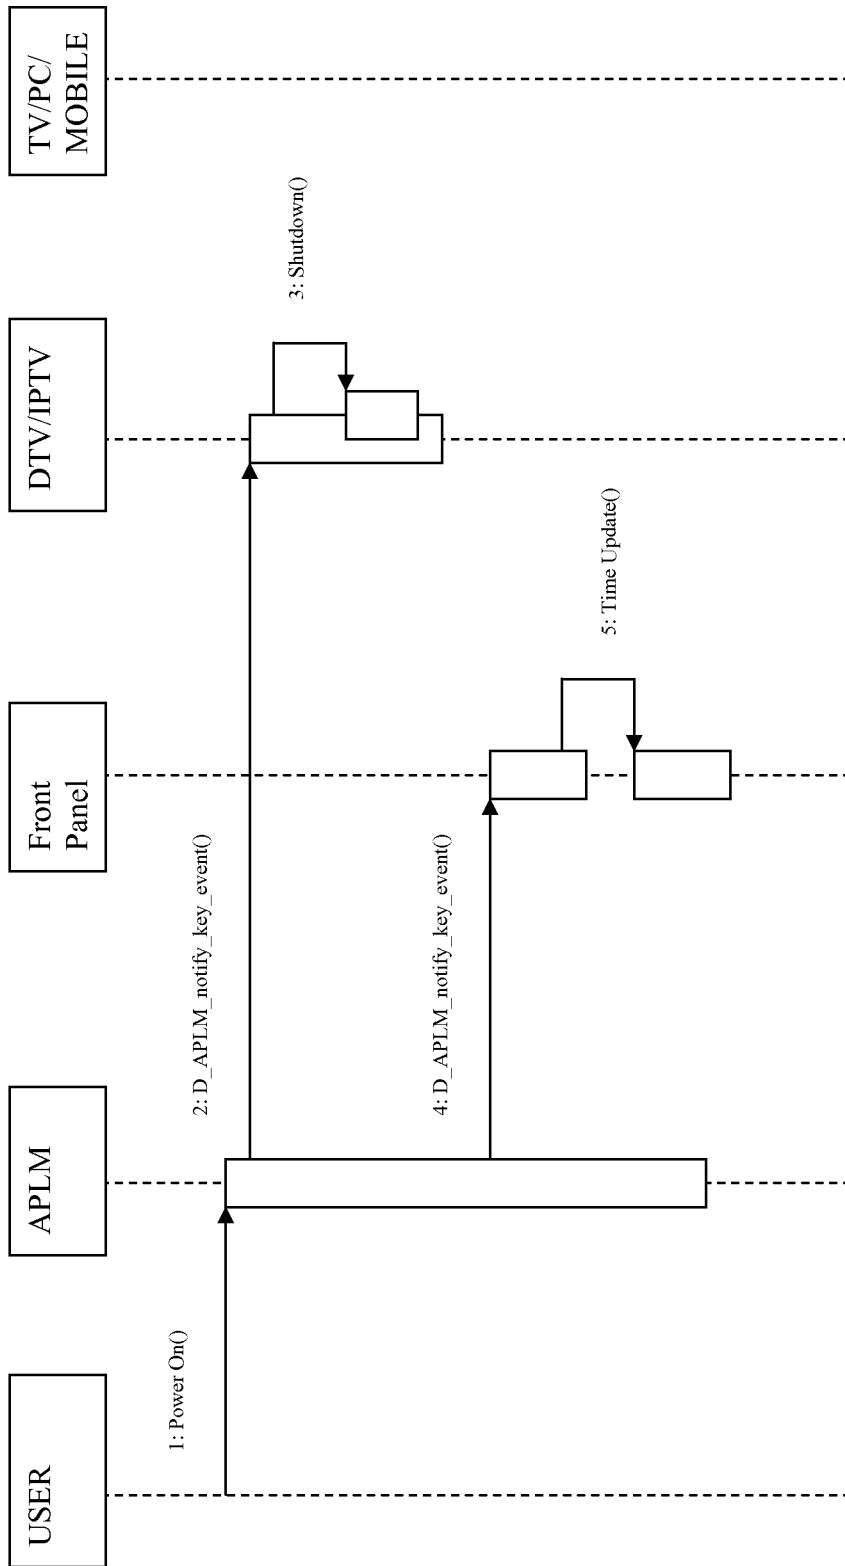 USER
APLM
Front
Panel
DTV/IPTV
TV/PC/
MOBILE
1: Power On()
2: D_APLM_notify_key_event()
3: Shutdown()
4: D_APLM_notify_key_event()
5: Time Update()